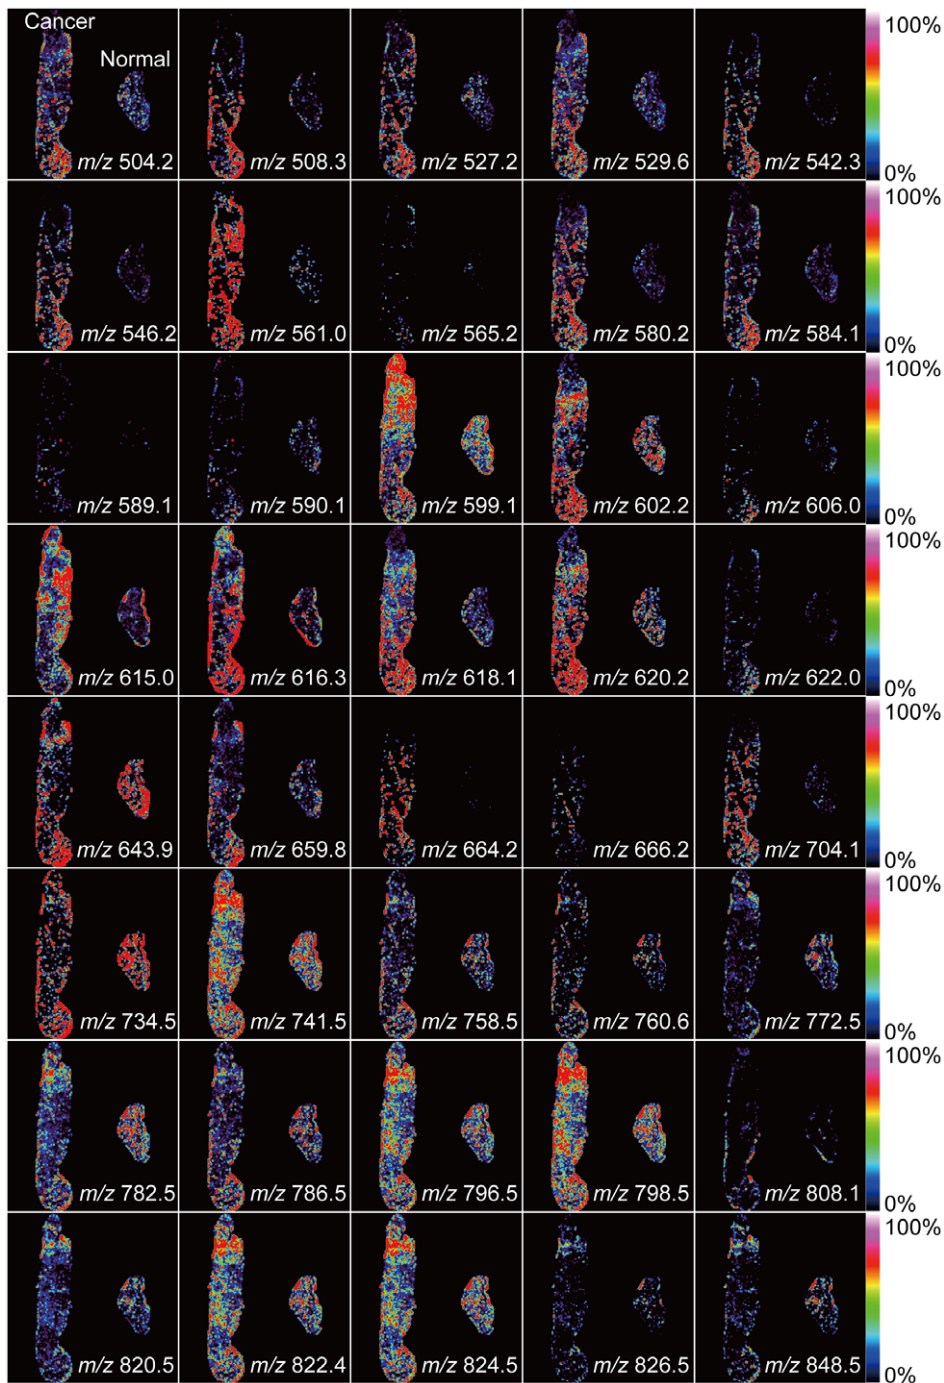 Cancer
Normal
100%
m/z 504.2
m/z 508.3
m/z 527.2
m/z 529.6
m/z 542.3
0%
100%
m/z 546.2
m/z 561.0
m/z 565.2
m/z 580.2
m/z 584.1
0%
100%
m/z 589.1
m/z 590.1
m/z 599.1
m/z 602.2
m/z 606.0
0%
100%
m/z 615.0
m/z 616.3
m/z 618.1
m/z 620.2
m/z 622.0
0%
100%
m/z 643.9
m/z 659.8
m/z 664.2
m/z 666.2
m/z 704.1
0%
100%
m/z 734.5
m/z 741.5
m/z 758.5
m/z 760.6
m/z 772.5
0%
100%
m/z 782.5
m/z 786.5
m/z 796.5
m/z 798.5
m/z 808.1
0%
100%
m/z 820.5
m/z 822.4
m/z 824.5
m/z 826.5
m/z 848.5
0%